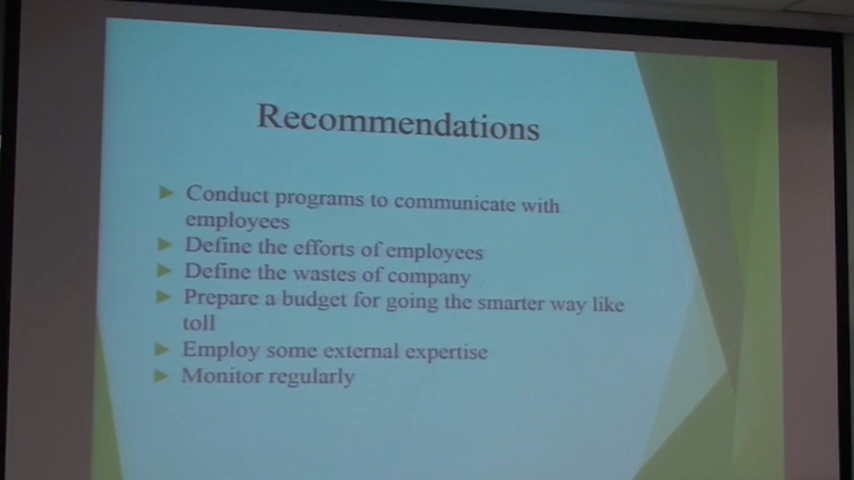 Recommendations
Conduct programs to communicate with
employees
Define the efforts of employees
Define the wastes of company
Prepare a budget for going the smarter way like
toll
Employ some external expertise
Monitor regularly